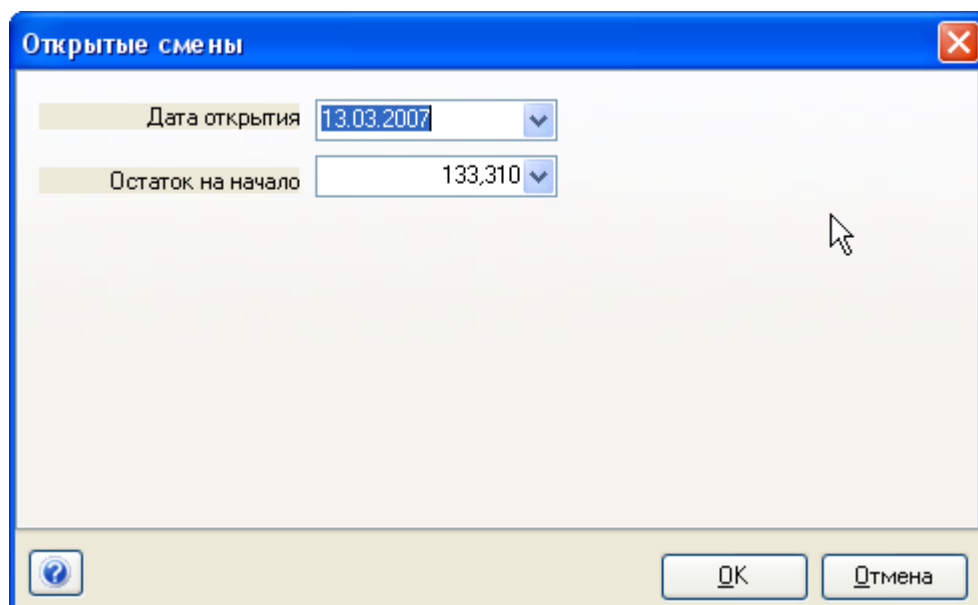 Открытые смены
Дата открытия 13.03.2007
Остаток на начало 133,310
OK Отмена